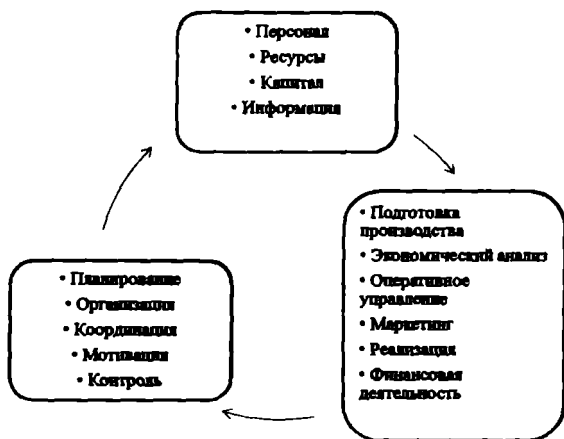 • Персонал
• Ресурсы
• Капитал
• Информация
• Подготовка
производства
• Экономический анализ
• Оперативное
управление
• Маркетинг
• Реализация
• Финансовая
деятельность
• Планирование
• Организация
• Координация
• Мотивация
• Контроль